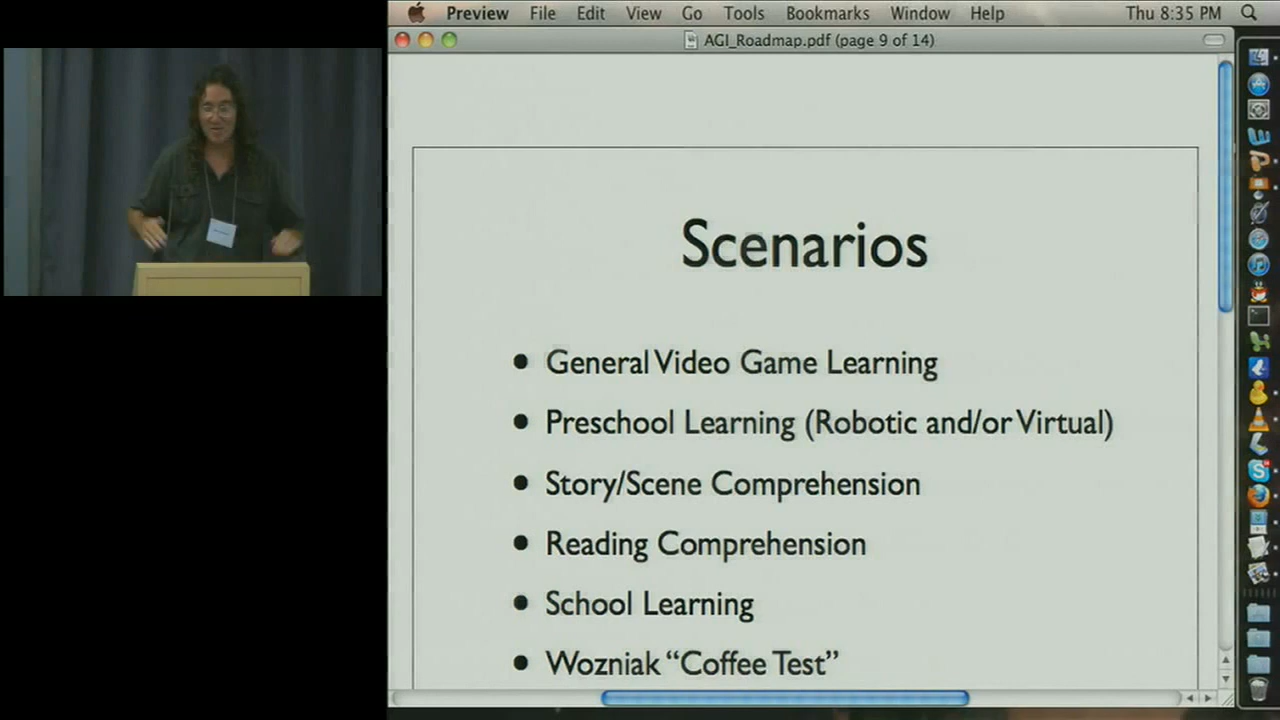 Preview File Edit View Go Tools Bookmarks Window Help Thu 8:35 PM
AGI_Roadmap.pdf (page 9 of 14)
Scenarios
• General Video Game Learning
• Preschool Learning (Robotic and/or Virtual)
• Story/Scene Comprehension
• Reading Comprehension
• School Learning
• Wozniak “Coffee Test”